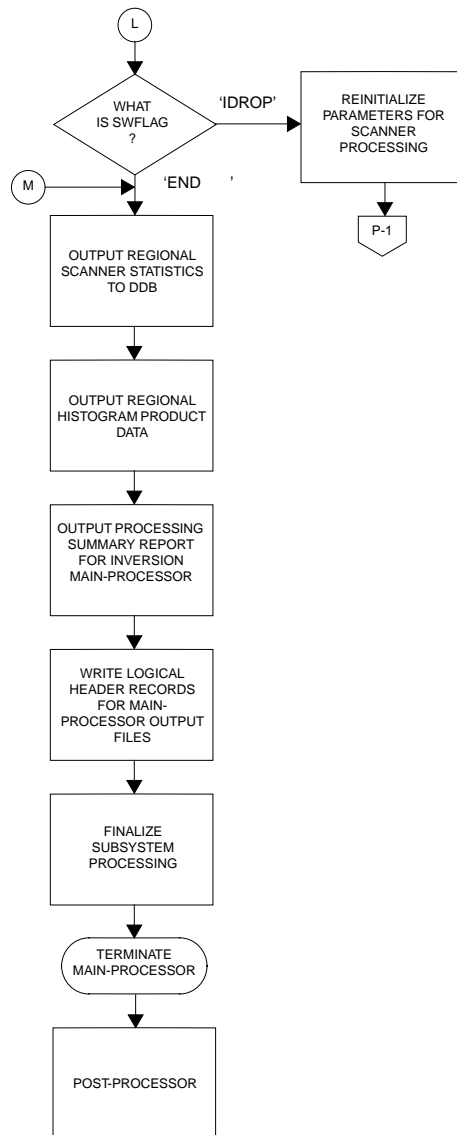 L
WHAT
IS SWFLAG
?
‘IDROP’
REINITIALIZE
PARAMETERS FOR
SCANNER
PROCESSING
P-1
M
‘END ’
OUTPUT REGIONAL
SCANNER STATISTICS
TO DDB
OUTPUT REGIONAL
HISTOGRAM PRODUCT
DATA
OUTPUT PROCESSING
SUMMARY REPORT
FOR INVERSION
MAIN-PROCESSOR
WRITE LOGICAL
HEADER RECORDS
FOR MAIN-
PROCESSOR OUTPUT
FILES
FINALIZE
SUBSYSTEM
PROCESSING
TERMINATE
MAIN-PROCESSOR
POST-PROCESSOR